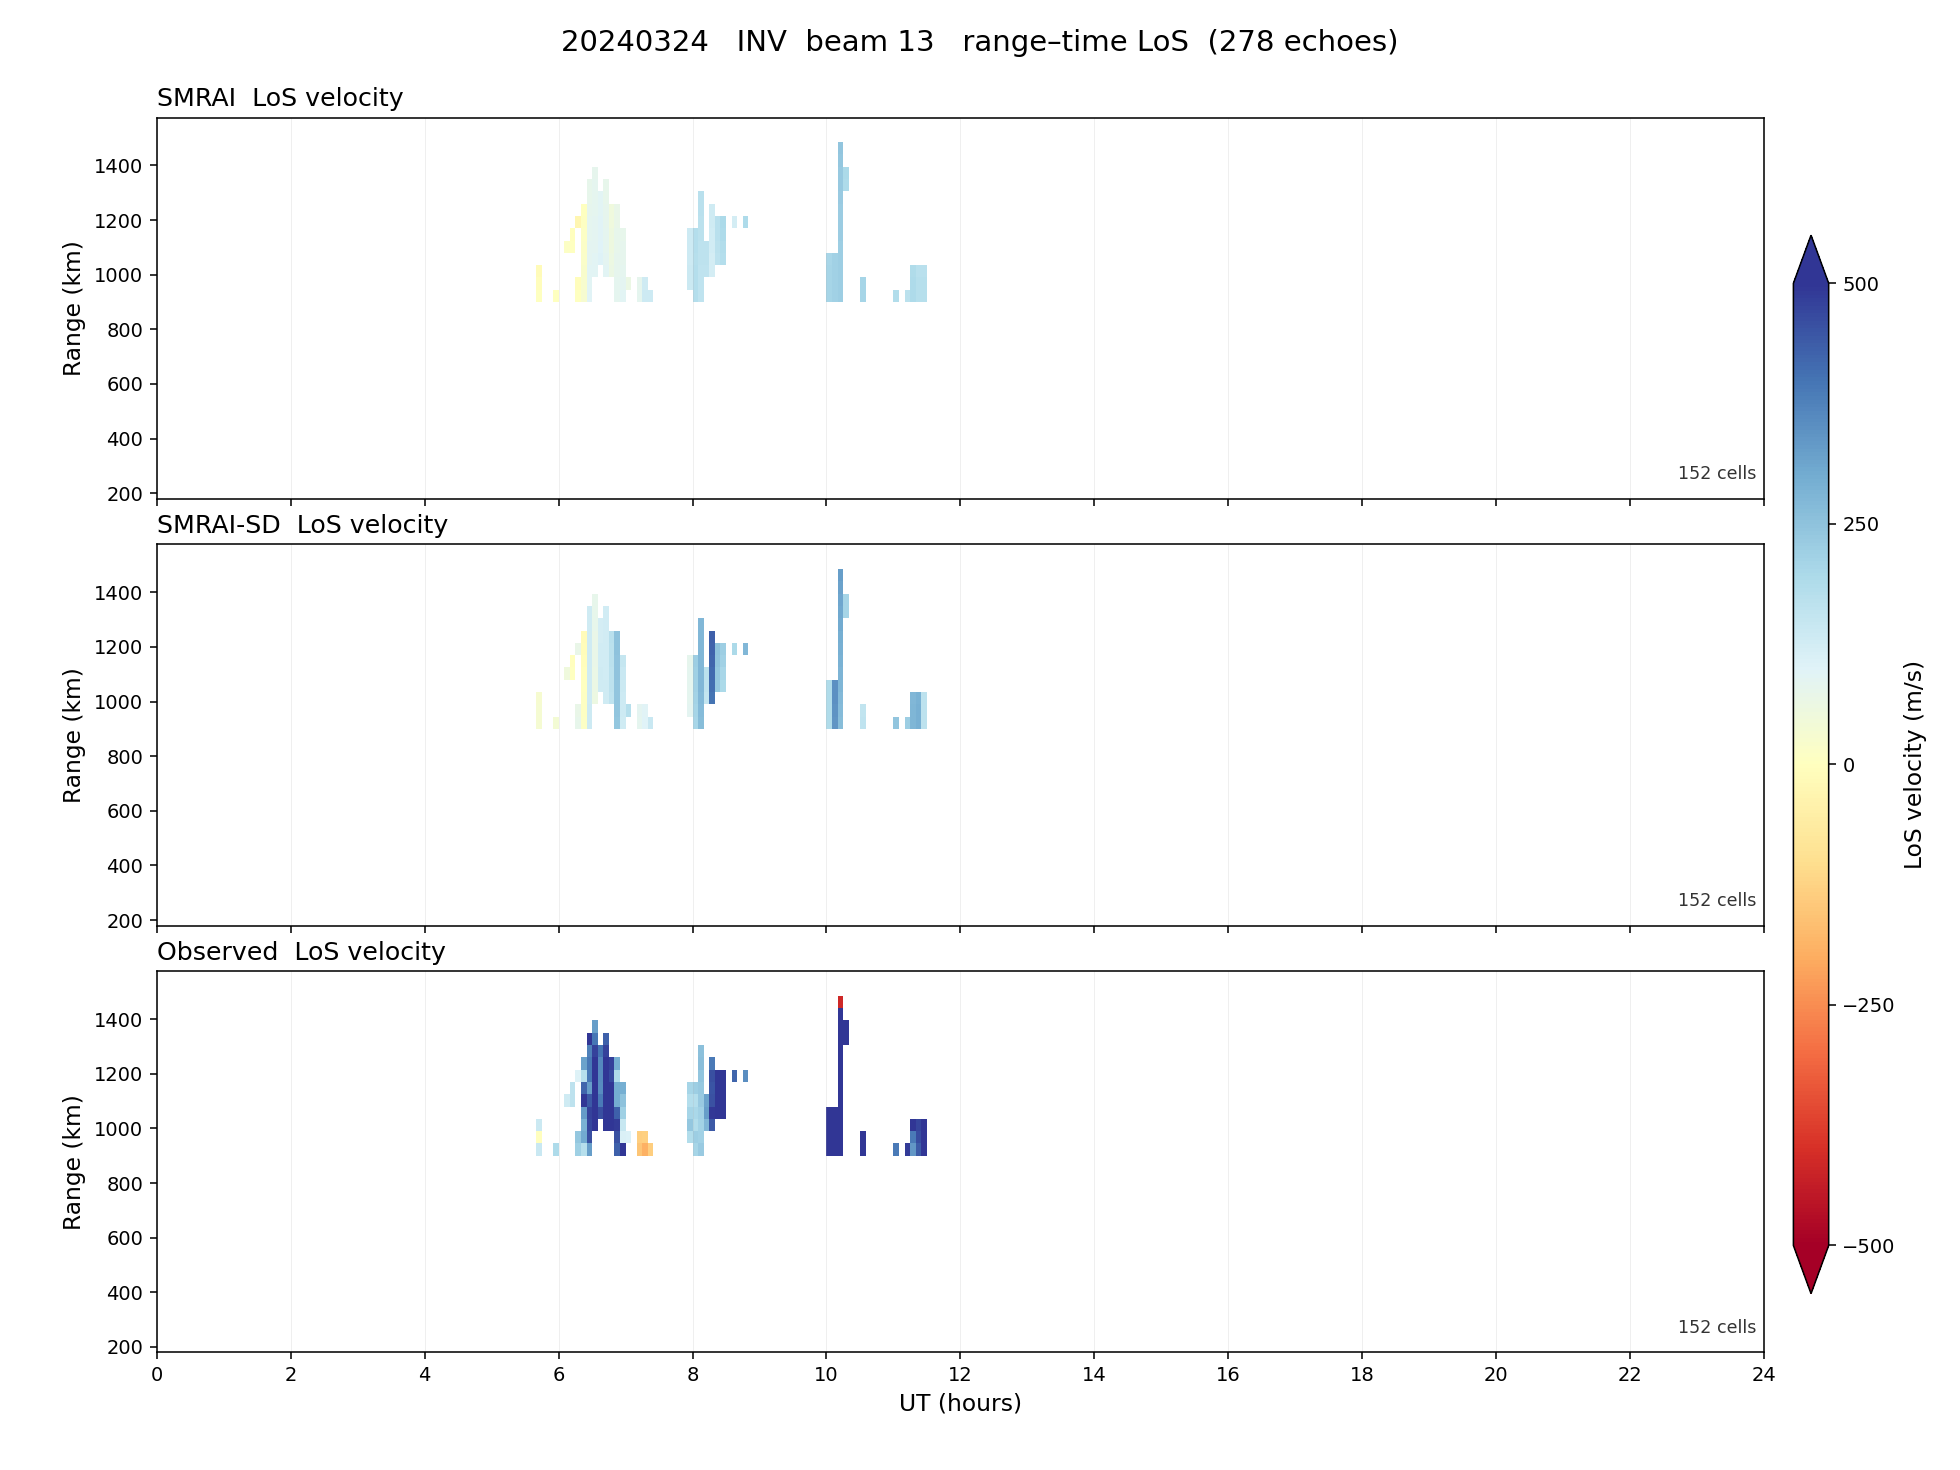 20240324   INV  beam 13   range–time LoS  (278 echoes)
SMRAI  LoS velocity
Range (km)
1400
1200
1000
800
600
400
200
152 cells
SMRAI-SD  LoS velocity
Range (km)
1400
1200
1000
800
600
400
200
152 cells
Observed  LoS velocity
Range (km)
1400
1200
1000
800
600
400
200
152 cells
0 2 4 6 8 10 12 14 16 18 20 22 24
UT (hours)
500
250
0
−250
−500
LoS velocity (m/s)